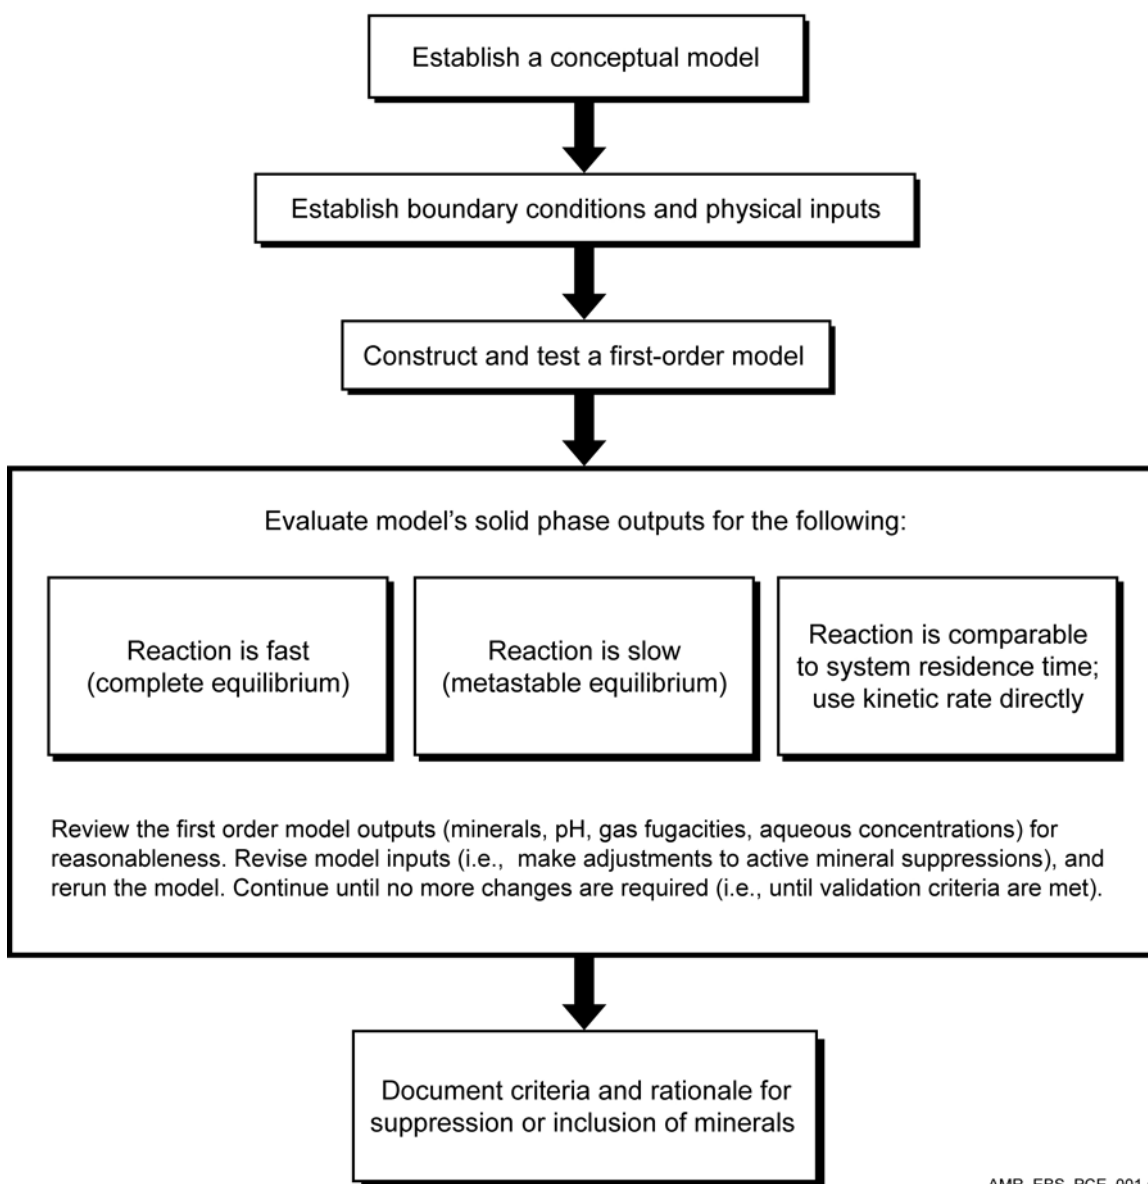 Establish a conceptual model
Establish boundary conditions and physical inputs
Construct and test a first-order model
Evaluate model's solid phase outputs for the following:
Reaction is fast
(complete equilibrium)
Reaction is slow
(metastable equilibrium)
Reaction is comparable
to system residence time;
use kinetic rate directly
Review the first order model outputs (minerals, pH, gas fugacities, aqueous concentrations) for
reasonableness. Revise model inputs (i.e., make adjustments to active mineral suppressions), and
rerun the model. Continue until no more changes are required (i.e., until validation criteria are met).
Document criteria and rationale for
suppression or inclusion of minerals